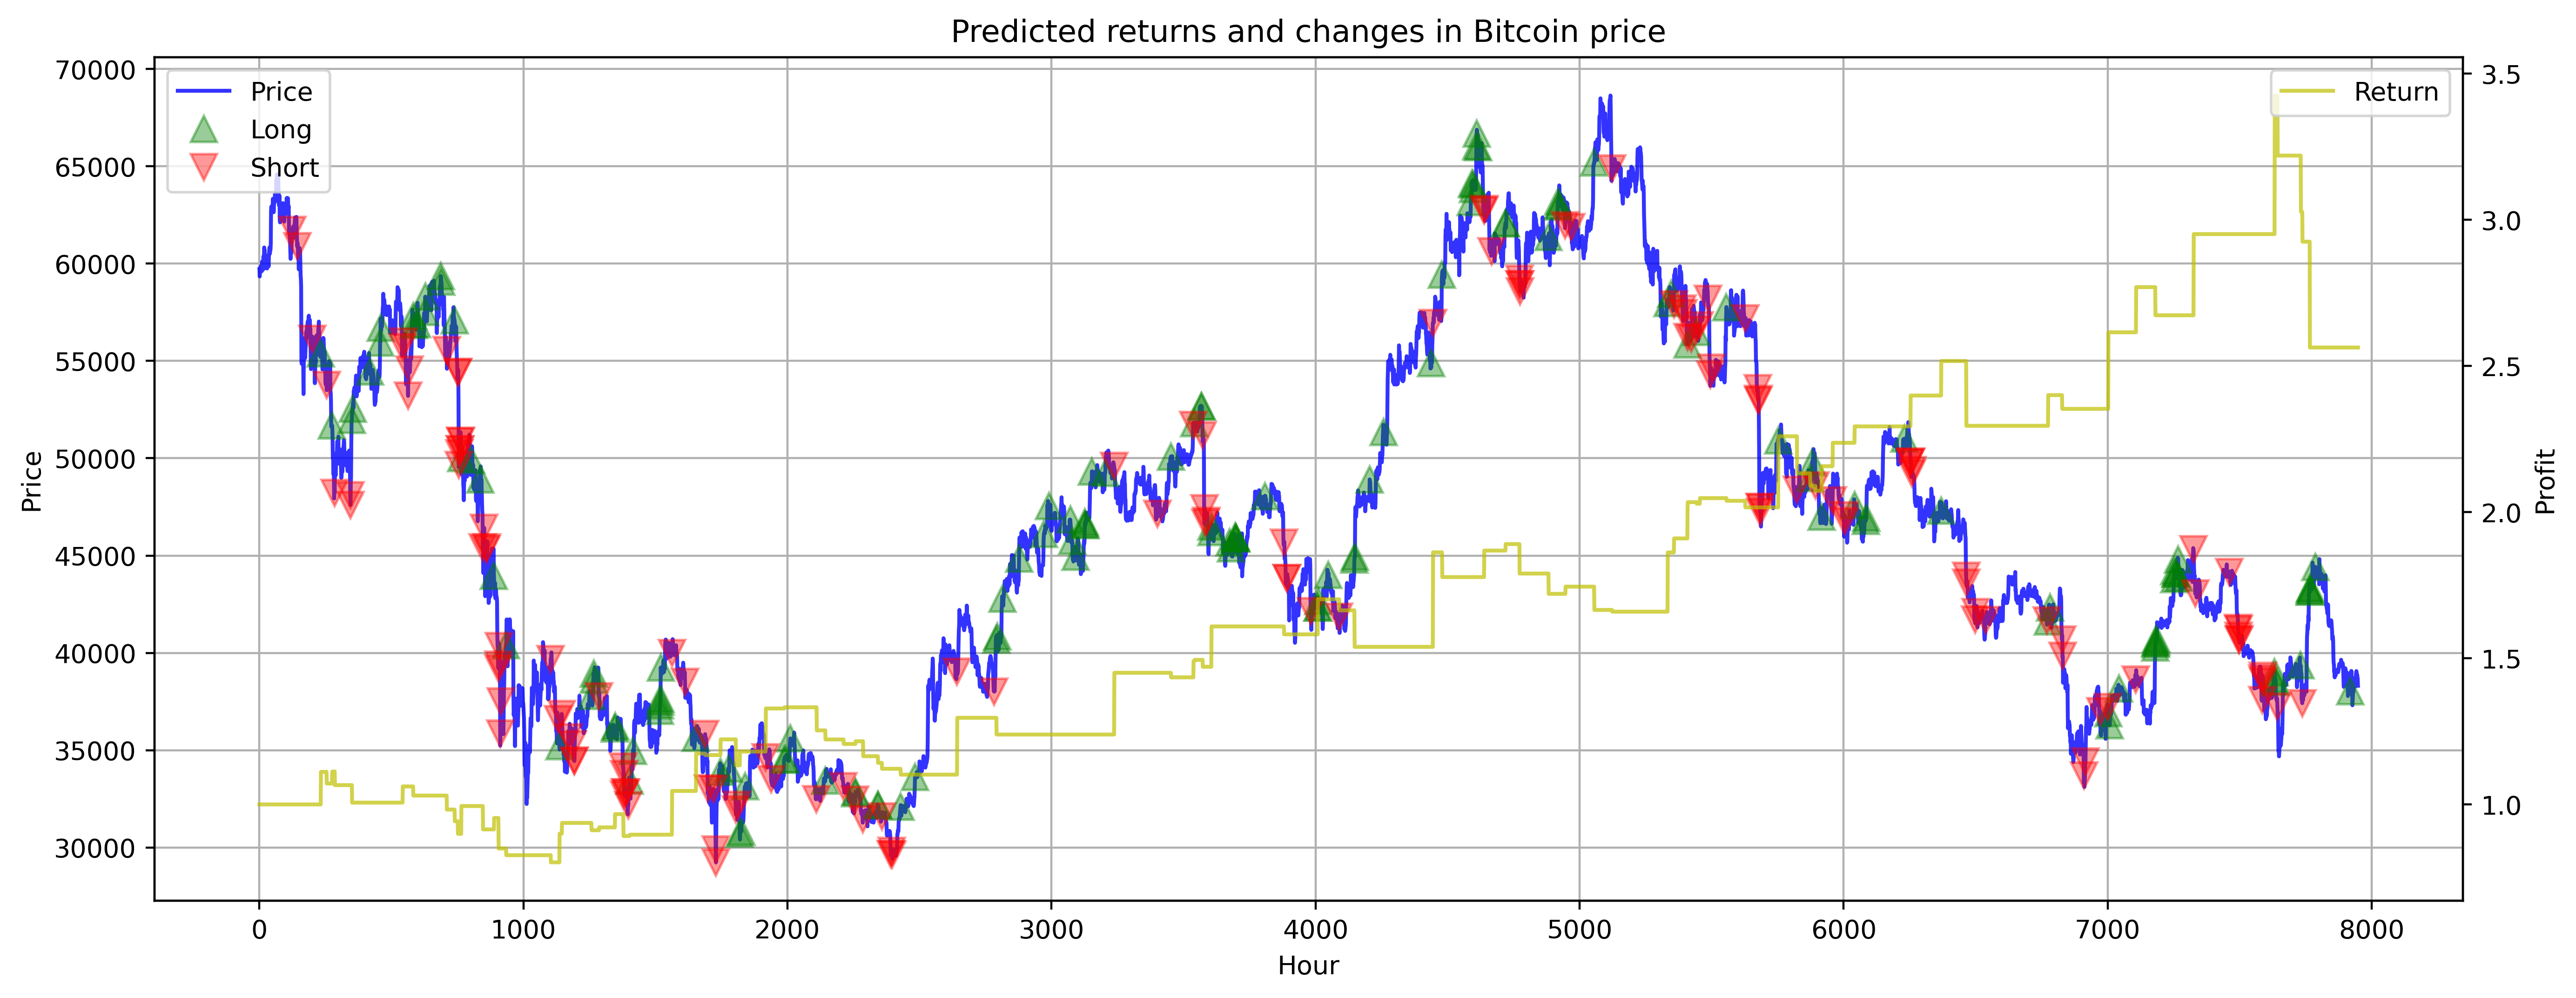 Predicted returns and changes in Bitcoin price
Price
Long
Short
Return
70000
65000
60000
55000
50000
45000
40000
35000
30000
Price
3.5
3.0
2.5
2.0
1.5
1.0
Profit
0 1000 2000 3000 4000 5000 6000 7000 8000
Hour